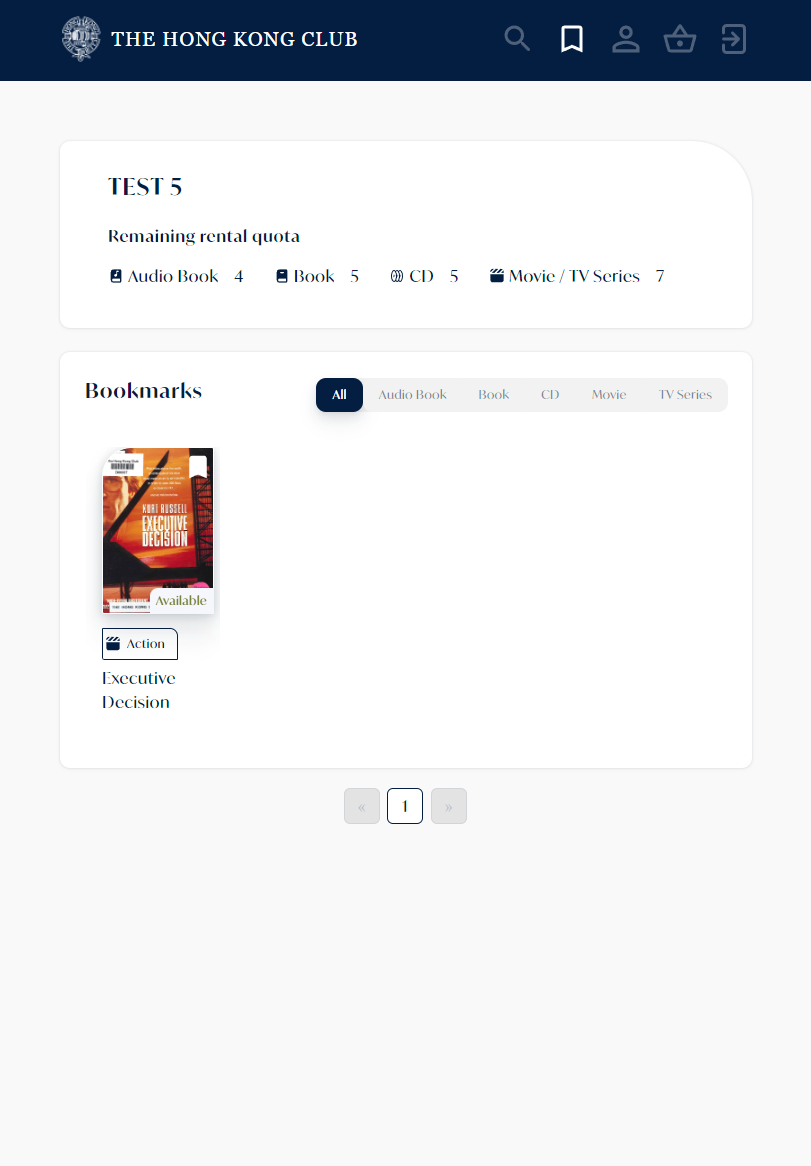 THE HONG KONG CLUB
TEST 5
Remaining rental quota
Audio Book 4 Book 5 CD 5 Movie / TV Series 7
Bookmarks
All Audio Book Book CD Movie TV Series
KURT RUSSELL
EXECUTIVE
DECISION
Available
Action
Executive
Decision
« 1 »